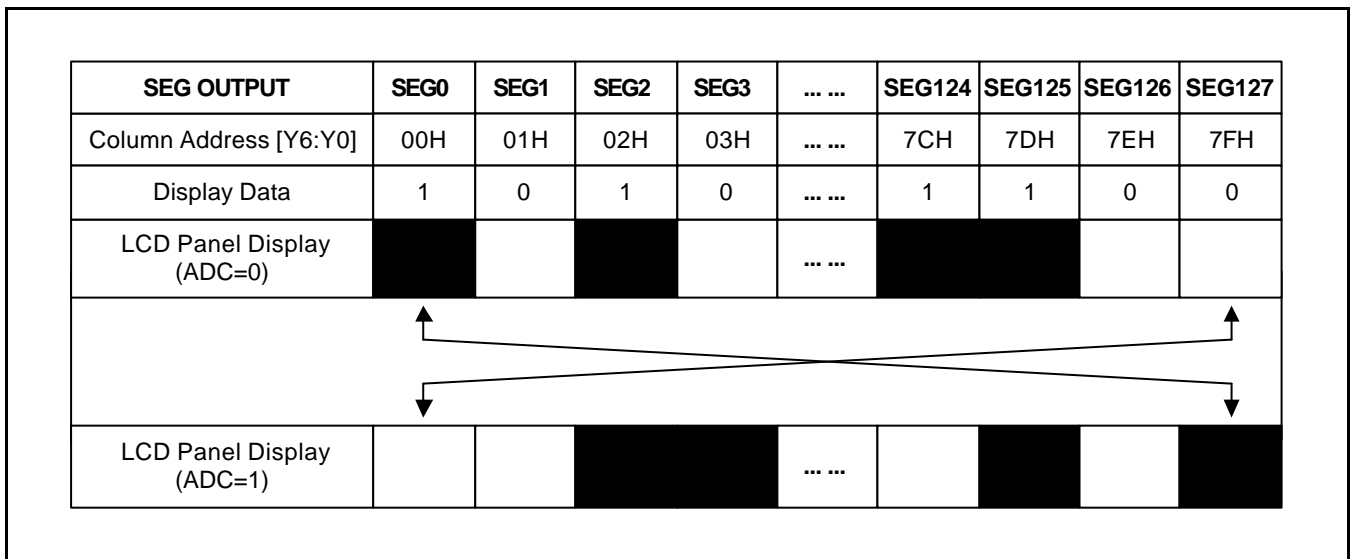 SEG OUTPUT SEG0 SEG1 SEG2 SEG3 ... ... SEG124 SEG125 SEG126 SEG127
Column Address [Y6:Y0] 00H 01H 02H 03H ... ... 7CH 7DH 7EH 7FH
Display Data 1 0 1 0 ... ... 1 1 0 0
LCD Panel Display
(ADC=0)
... ...
LCD Panel Display
(ADC=1)
... ...